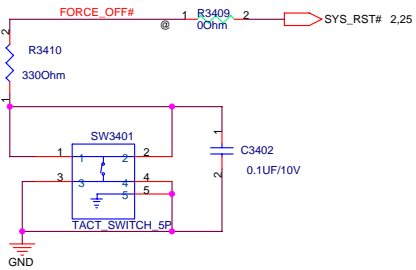 FORCE_OFF#
@
1 R3409 2
0Ohm
SYS_RST# 2,25
2
R3410
330Ohm
1
SW3401
1 1 2 2
3 3 4 4
5 5
TACT_SWITCH_5P
1
C3402
0.1UF/10V
2
GND